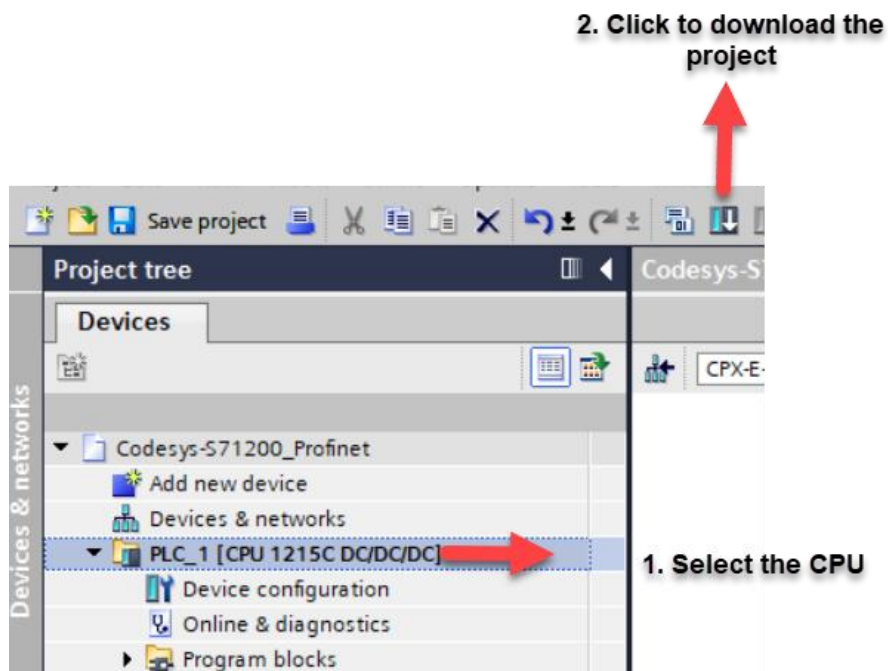 2. Click to download the
project
Save project
Project tree
Codesys-S7
Devices
CPX-E-
Devices & networks
Codesys-S71200_Profinet
Add new device
Devices & networks
PLC_1 [CPU 1215C DC/DC/DC]
1. Select the CPU
Device configuration
Online & diagnostics
Program blocks